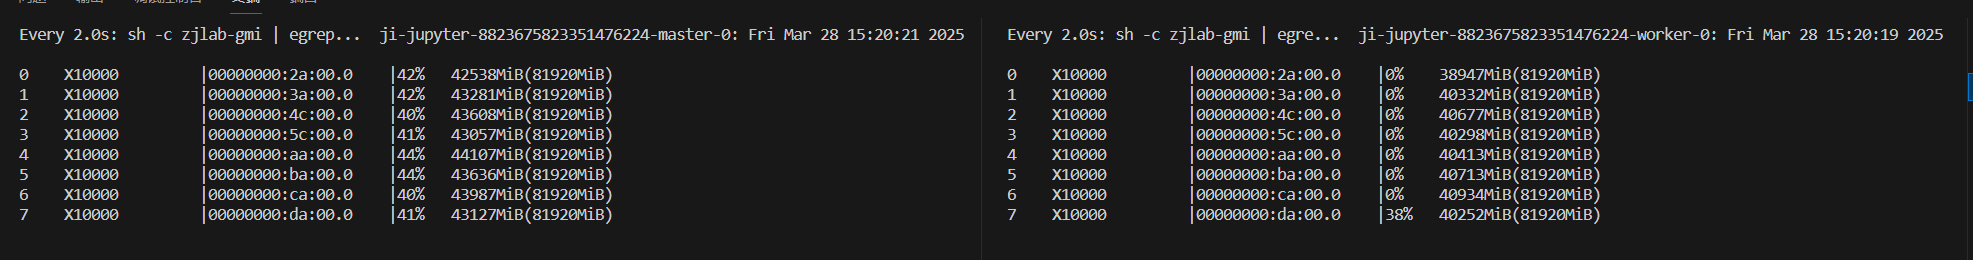 Every 2.0s: sh -c zjlab-gmi | egrep... ji-jupyter-8823675823351476224-master-0: Fri Mar 28 15:20:21 2025
0 X10000 |00000000:2a:00.0 |42% 42538MiB(81920MiB)
1 X10000 |00000000:3a:00.0 |42% 43281MiB(81920MiB)
2 X10000 |00000000:4c:00.0 |40% 43608MiB(81920MiB)
3 X10000 |00000000:5c:00.0 |41% 43057MiB(81920MiB)
4 X10000 |00000000:aa:00.0 |44% 44107MiB(81920MiB)
5 X10000 |00000000:ba:00.0 |44% 43636MiB(81920MiB)
6 X10000 |00000000:ca:00.0 |40% 43987MiB(81920MiB)
7 X10000 |00000000:da:00.0 |41% 43127MiB(81920MiB)
Every 2.0s: sh -c zjlab-gmi | egre... ji-jupyter-8823675823351476224-worker-0: Fri Mar 28 15:20:19 2025
0 X10000 |00000000:2a:00.0 |0% 38947MiB(81920MiB)
1 X10000 |00000000:3a:00.0 |0% 40332MiB(81920MiB)
2 X10000 |00000000:4c:00.0 |0% 40677MiB(81920MiB)
3 X10000 |00000000:5c:00.0 |0% 40298MiB(81920MiB)
4 X10000 |00000000:aa:00.0 |0% 40413MiB(81920MiB)
5 X10000 |00000000:ba:00.0 |0% 40713MiB(81920MiB)
6 X10000 |00000000:ca:00.0 |0% 40934MiB(81920MiB)
7 X10000 |00000000:da:00.0 |38% 40252MiB(81920MiB)